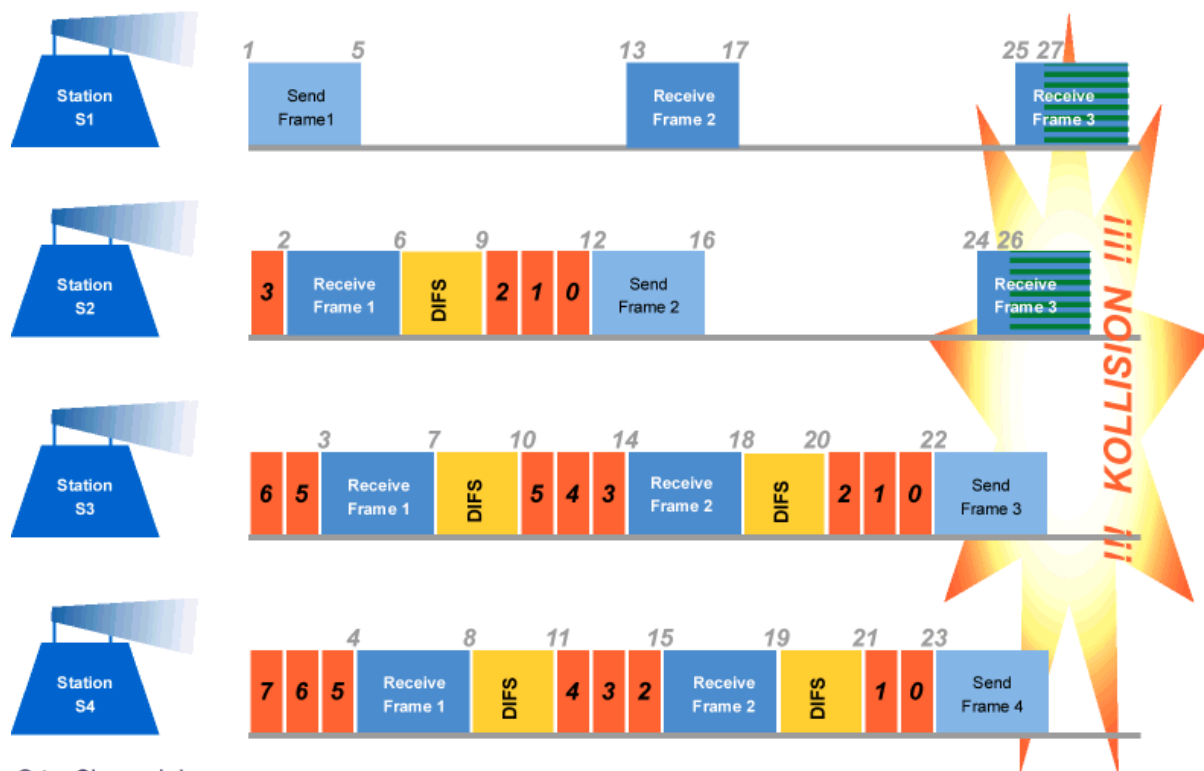 1 5 13 17 25 27
Station
S1
Send
Frame1
Receive
Frame 2
Receive
Frame 3
2 6 9 12 16 24 26
Station
S2
3
Receive
Frame 1
DIFS
2 1 0
Send
Frame 2
Receive
Frame 3
!!! KOLLISION !!!!
3 7 10 14 18 20 22
Station
S3
6 5
Receive
Frame 1
DIFS
5 4 3
Receive
Frame 2
DIFS
2 1 0
Send
Frame 3
4 8 11 15 19 21 23
Station
S4
7 6 5
Receive
Frame 1
DIFS
4 3 2
Receive
Frame 2
DIFS
1 0
Send
Frame 4